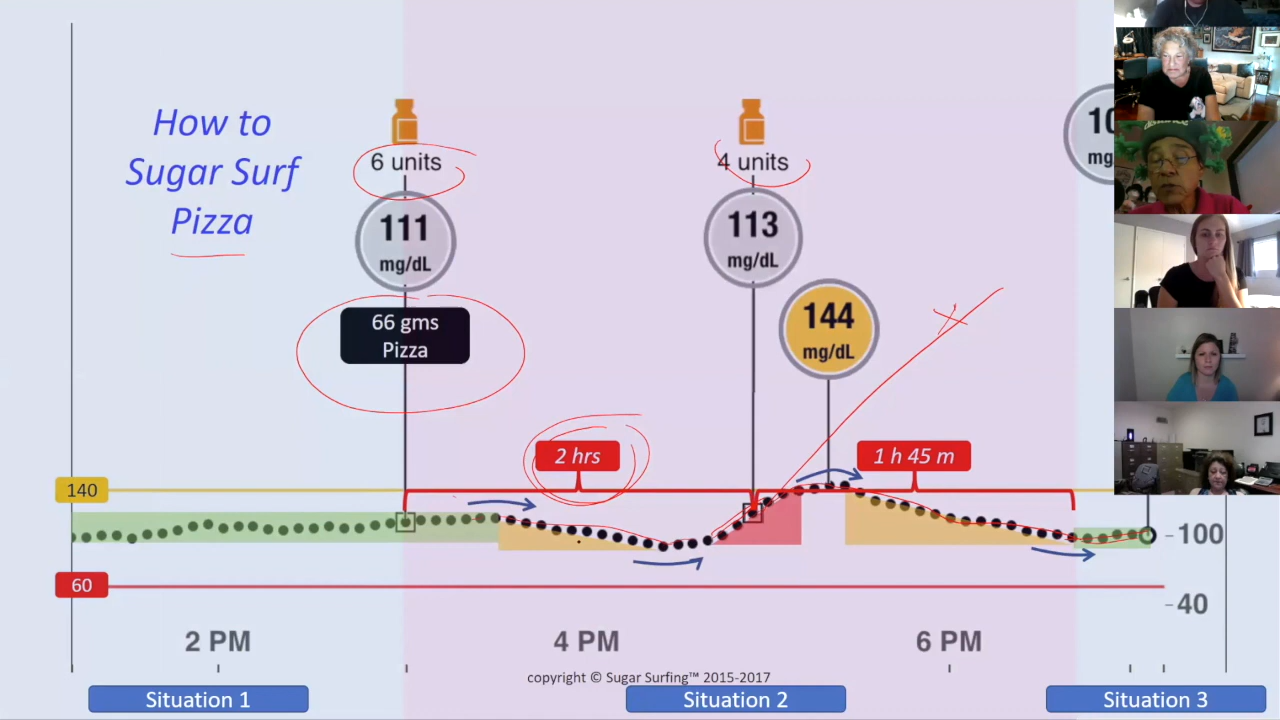 How to
Sugar Surf
Pizza
6 units
111
mg/dL
66 gms
Pizza
4 units
113
mg/dL
144
mg/dL
10
mg
2 hrs
1 h 45 m
140
60
100
40
2 PM
4 PM
6 PM
copyright © Sugar Surfing™ 2015-2017
Situation 1
Situation 2
Situation 3